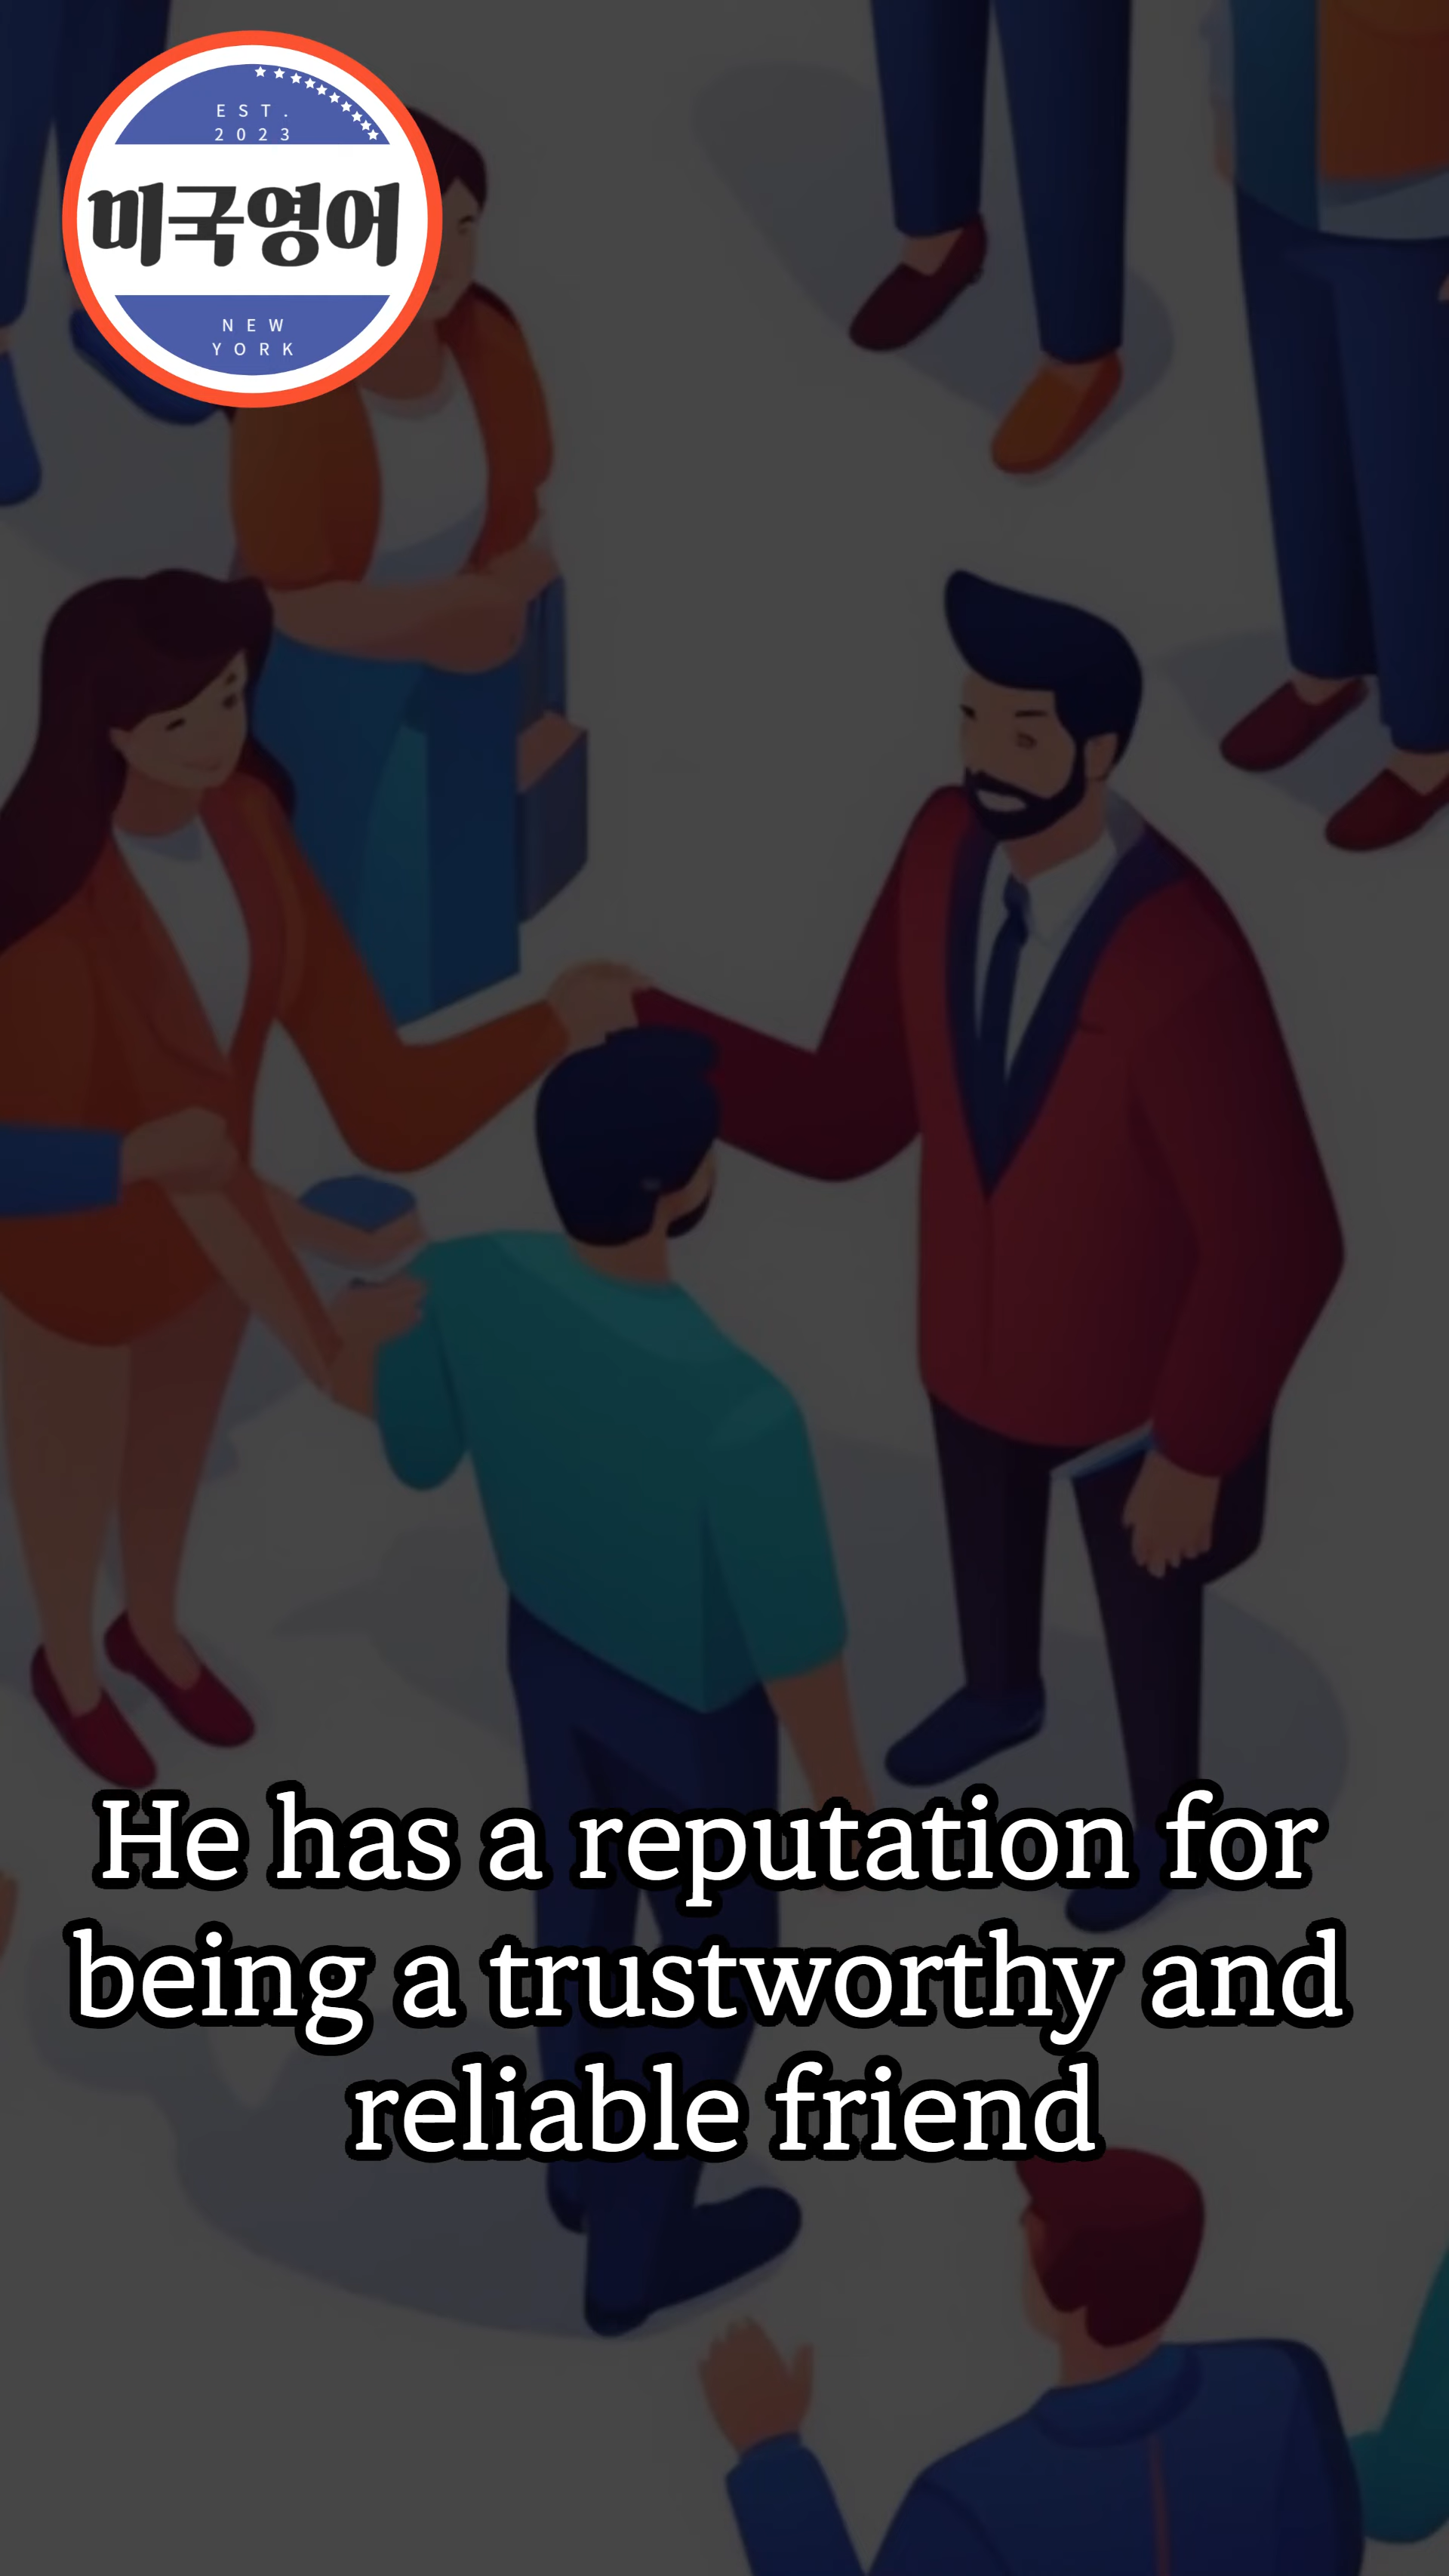 EST.
2023
미국영어
NEW
YORK
He has a reputation for
being a trustworthy and
reliable friend